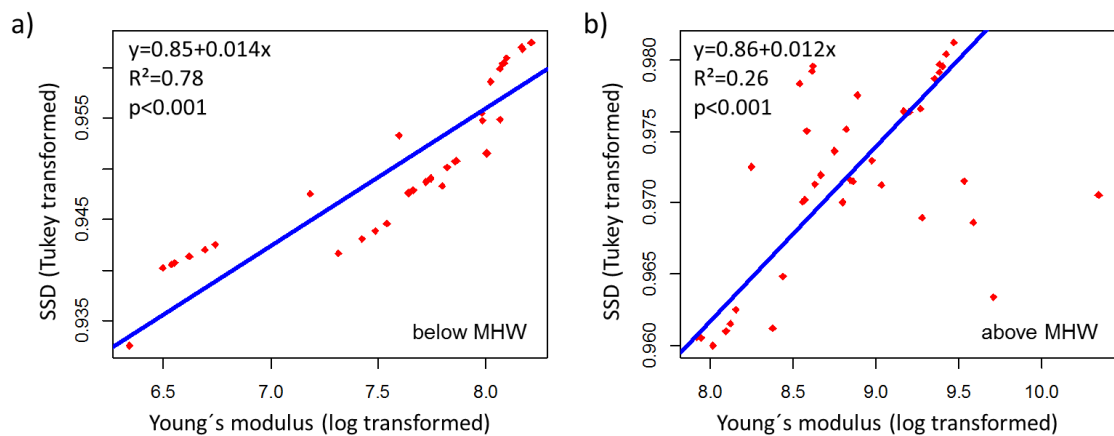 a)
y=0.85+0.014x
R²=0.78
p<0.001
SSD (Tukey transformed)
0.955
0.945
0.935
below MHW
6.5 7.0 7.5 8.0
Young´s modulus (log transformed)
b)
y=0.86+0.012x
R²=0.26
p<0.001
SSD (Tukey transformed)
0.980
0.975
0.970
0.965
0.960
above MHW
8.0 8.5 9.0 9.5 10.0
Young´s modulus (log transformed)